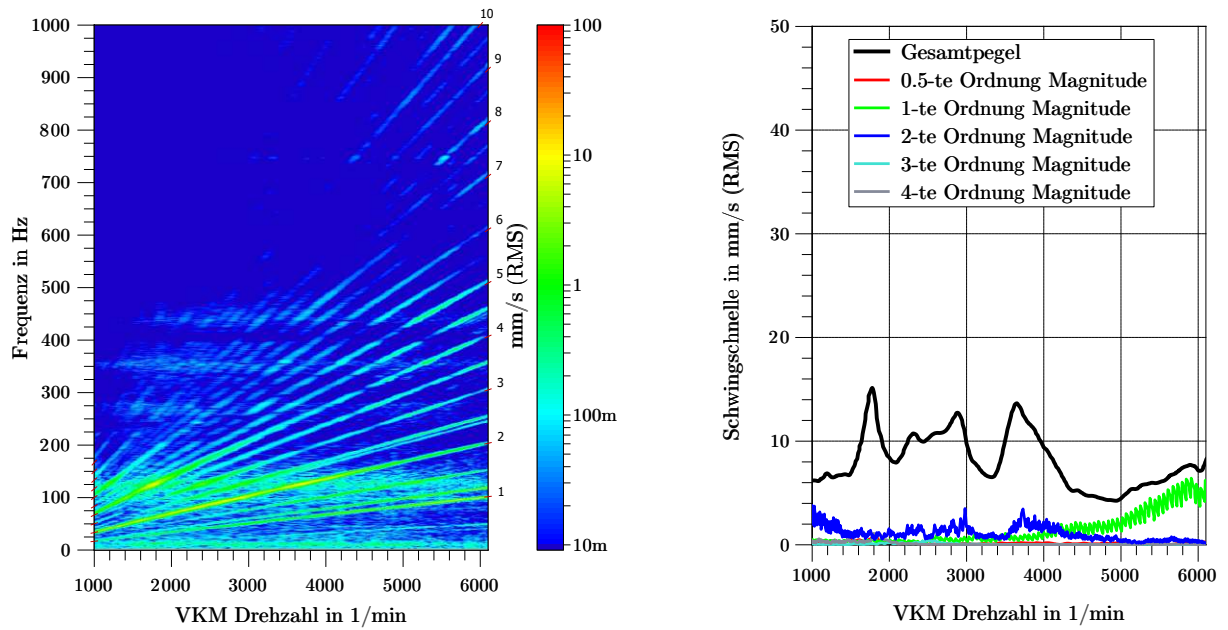 1000
900
800
700
600
500
400
300
200
100
0
Frequenz in Hz
1000 2000 3000 4000 5000 6000
VKM Drehzahl in 1/min
10
9
8
7
6
5
4
3
2
1
100
10
1
100m
10m
mm/s (RMS)
50
40
30
20
10
0
Schwingschnelle in mm/s (RMS)
Gesamtpegel
0.5-te Ordnung Magnitude
1-te Ordnung Magnitude
2-te Ordnung Magnitude
3-te Ordnung Magnitude
4-te Ordnung Magnitude
1000 2000 3000 4000 5000 6000
VKM Drehzahl in 1/min